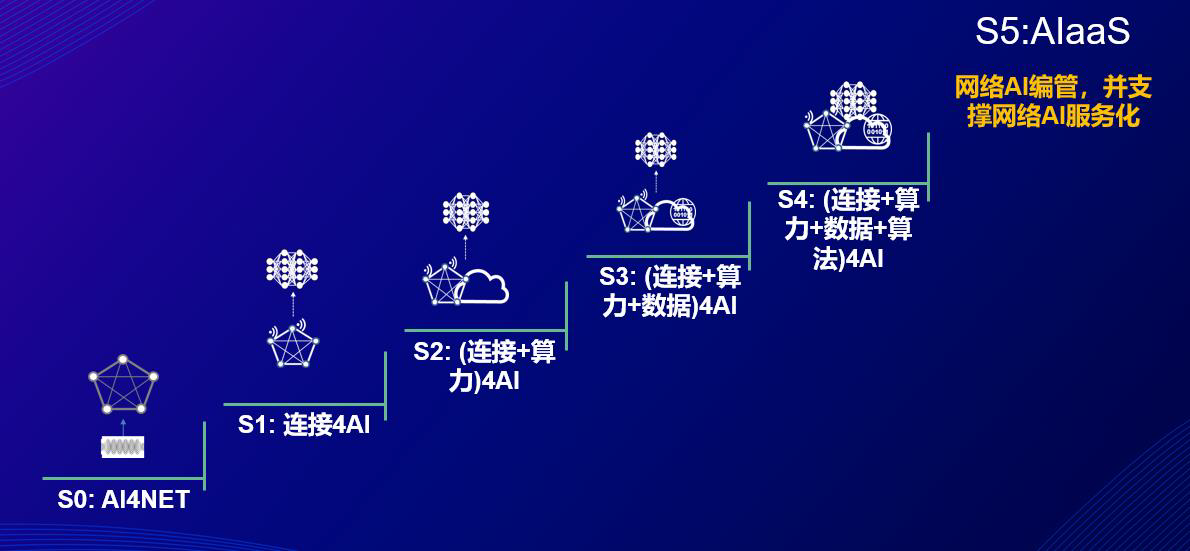 S5:AIaaS
网络AI编管，并支
撑网络AI服务化
S4: (连接+算
力+数据+算
法)4AI
S3: (连接+算
力+数据)4AI
S2: (连接+算
力)4AI
S1: 连接4AI
S0: AI4NET